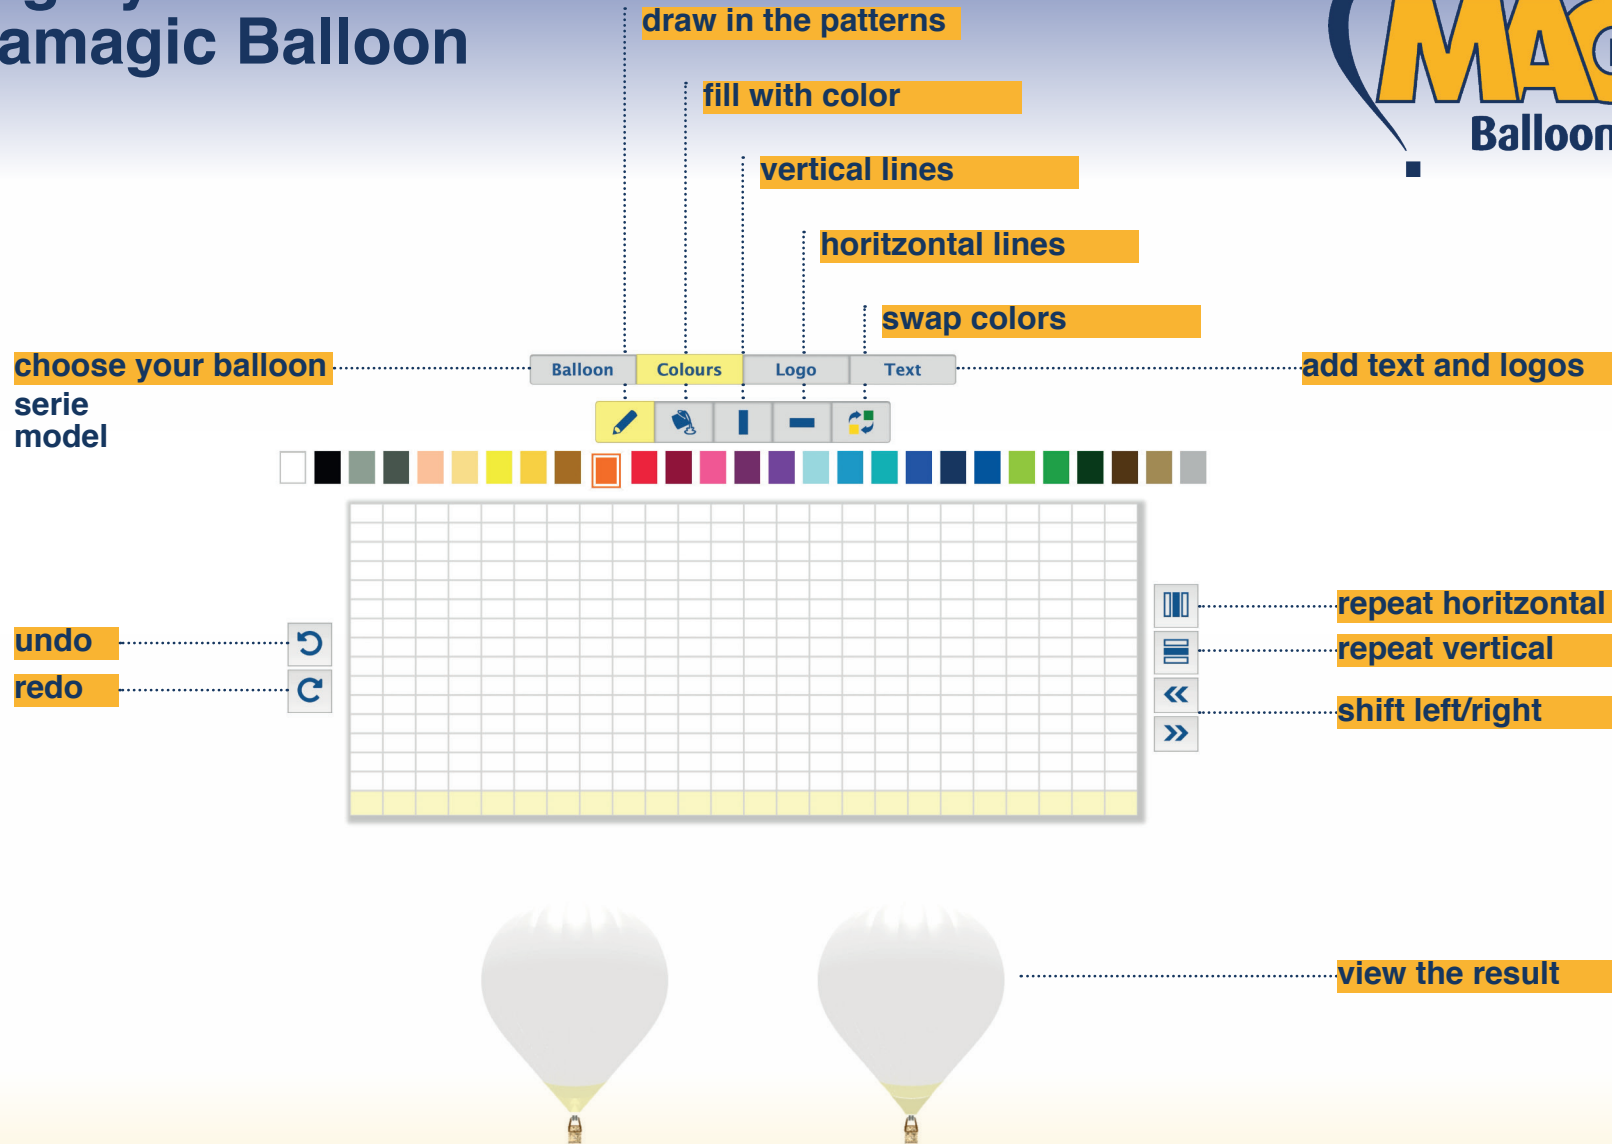 amagic Balloon
draw in the patterns
fill with color
vertical lines
horitzontal lines
swap colors
MAG
Balloon
choose your balloon
serie
model
Balloon Colours Logo Text
add text and logos
undo
redo
repeat horitzontal
repeat vertical
shift left/right
view the result